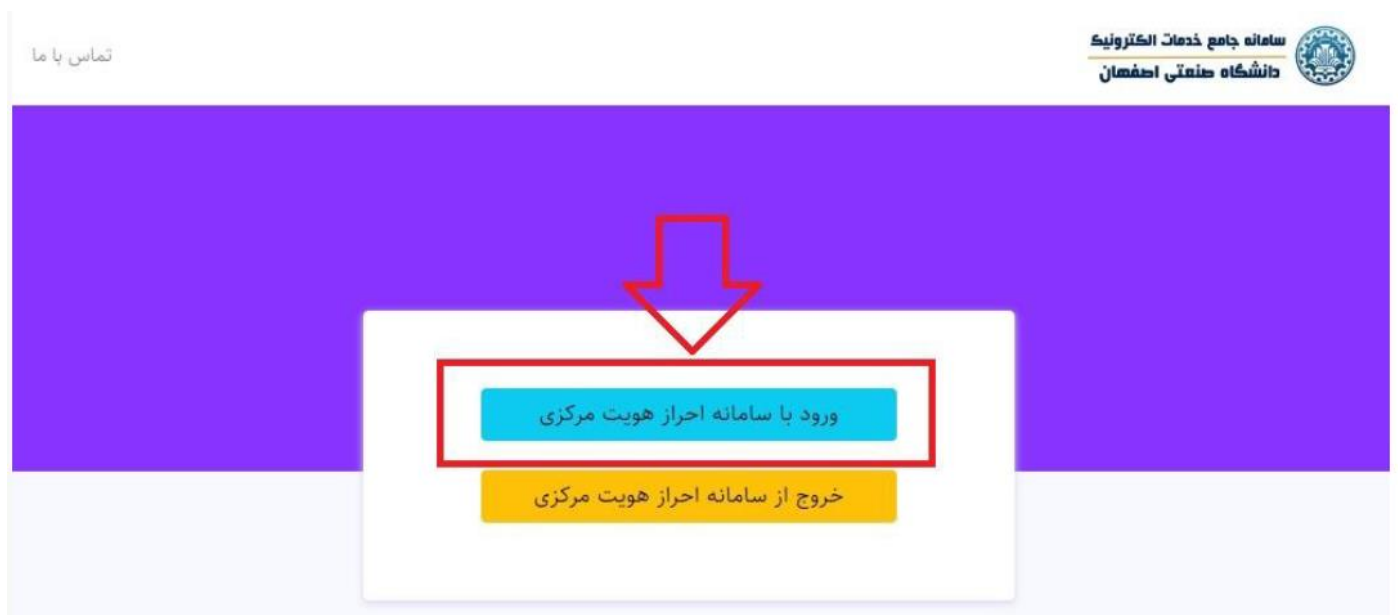 سامانه جامع خدمات الکترونیک
دانشگاه صنعتی اصفهان
تماس با ما
ورود با سامانه احراز هویت مرکزی
خروج از سامانه احراز هویت مرکزی